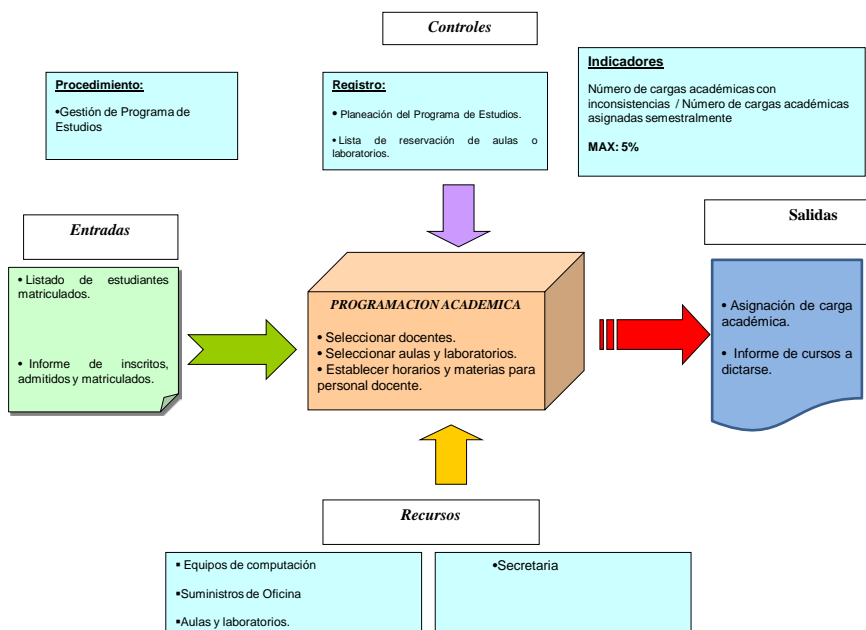 Controles
Procedimiento:
•Gestión de Programa de
Estudios
Registro:
• Planeación del Programa de Estudios.
• Lista de reservación de aulas o
laboratorios.
Indicadores
Número de cargas académicas con
inconsistencias / Número de cargas académicas
asignadas semestralmente
MAX: 5%
Entradas
• Listado de estudiantes
matriculados.
• Informe de inscritos,
admitidos y matriculados.
PROGRAMACION ACADEMICA
• Seleccionar docentes.
• Seleccionar aulas y laboratorios.
• Establecer horarios y materias para
personal docente.
Salidas
• Asignación de carga
académica.
• Informe de cursos a
dictarse.
Recursos
▪ Equipos de computación
▪Suministros de Oficina
▪Aulas y laboratorios.
•Secretaria